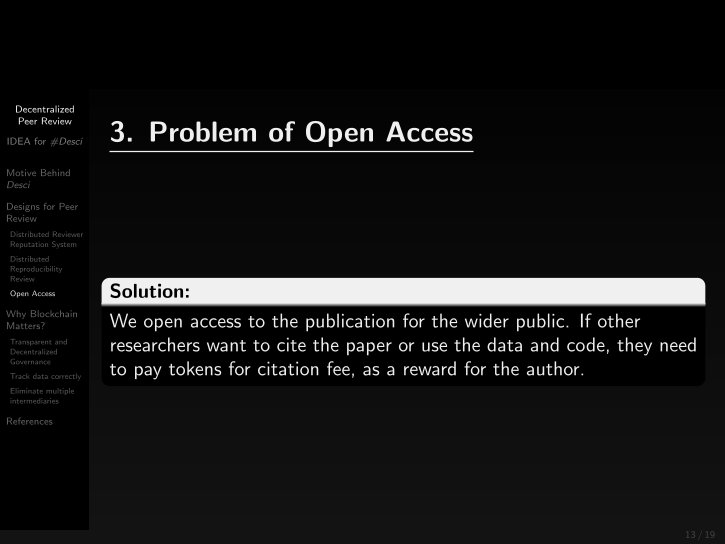 Decentralized
Peer Review
IDEA for #Desci
Motive Behind
Desci
Designs for Peer
Review
Distributed Reviewer
Reputation System
Distributed
Reproducibility
Review
Open Access
Why Blockchain
Matters?
Transparent and
Decentralized
Governance
Track data correctly
Eliminate multiple
intermediaries
References
3. Problem of Open Access
Solution:
We open access to the publication for the wider public. If other
researchers want to cite the paper or use the data and code, they need
to pay tokens for citation fee, as a reward for the author.
13 / 19